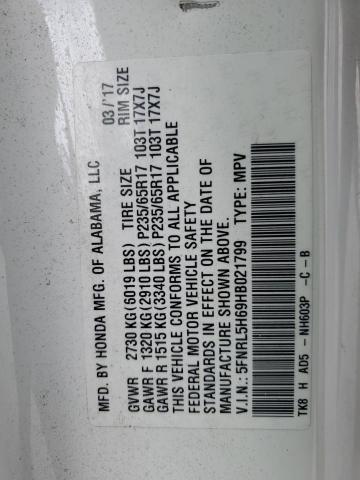 MFD. BY HONDA MFG. OF ALABAMA, LLC 03/'17
GVWR 2730 KG (6019 LBS) TIRE SIZE RIM SIZE
GAWR F 1320 KG (2910 LBS) P235/65R17 103T 17X7J
GAWR R 1515 KG (3340 LBS) P235/65R17 103T 17X7J
THIS VEHICLE CONFORMS TO ALL APPLICABLE
FEDERAL MOTOR VEHICLE SAFETY
STANDARDS IN EFFECT ON THE DATE OF
MANUFACTURE SHOWN ABOVE.
V.I.N.: 5FNRL5H69HB021799 TYPE: MPV
TK8 H AD5 - NH603P -C - B